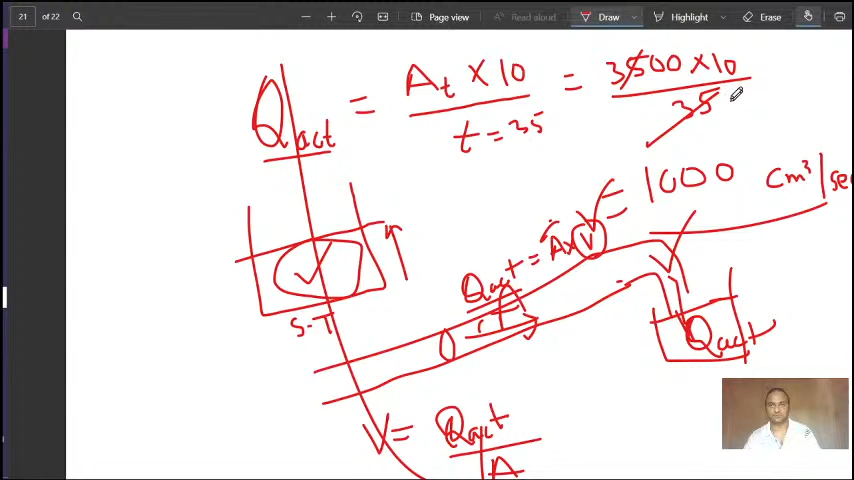 21 of 22
Page view
Read aloud
Draw
Highlight
Erase
Qact = At × 10 / t = 35 = 3500 × 10 / 35
= 1000 cm³/se
Qact = A × V
S-T
Qact
V = Qact / A